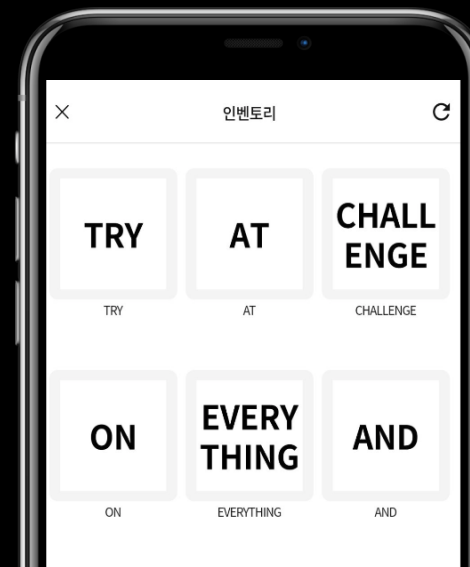 인벤토리
TRY
AT
CHALL
ENGE
TRY
AT
CHALLENGE
ON
EVERY
THING
AND
ON
EVERYTHING
AND